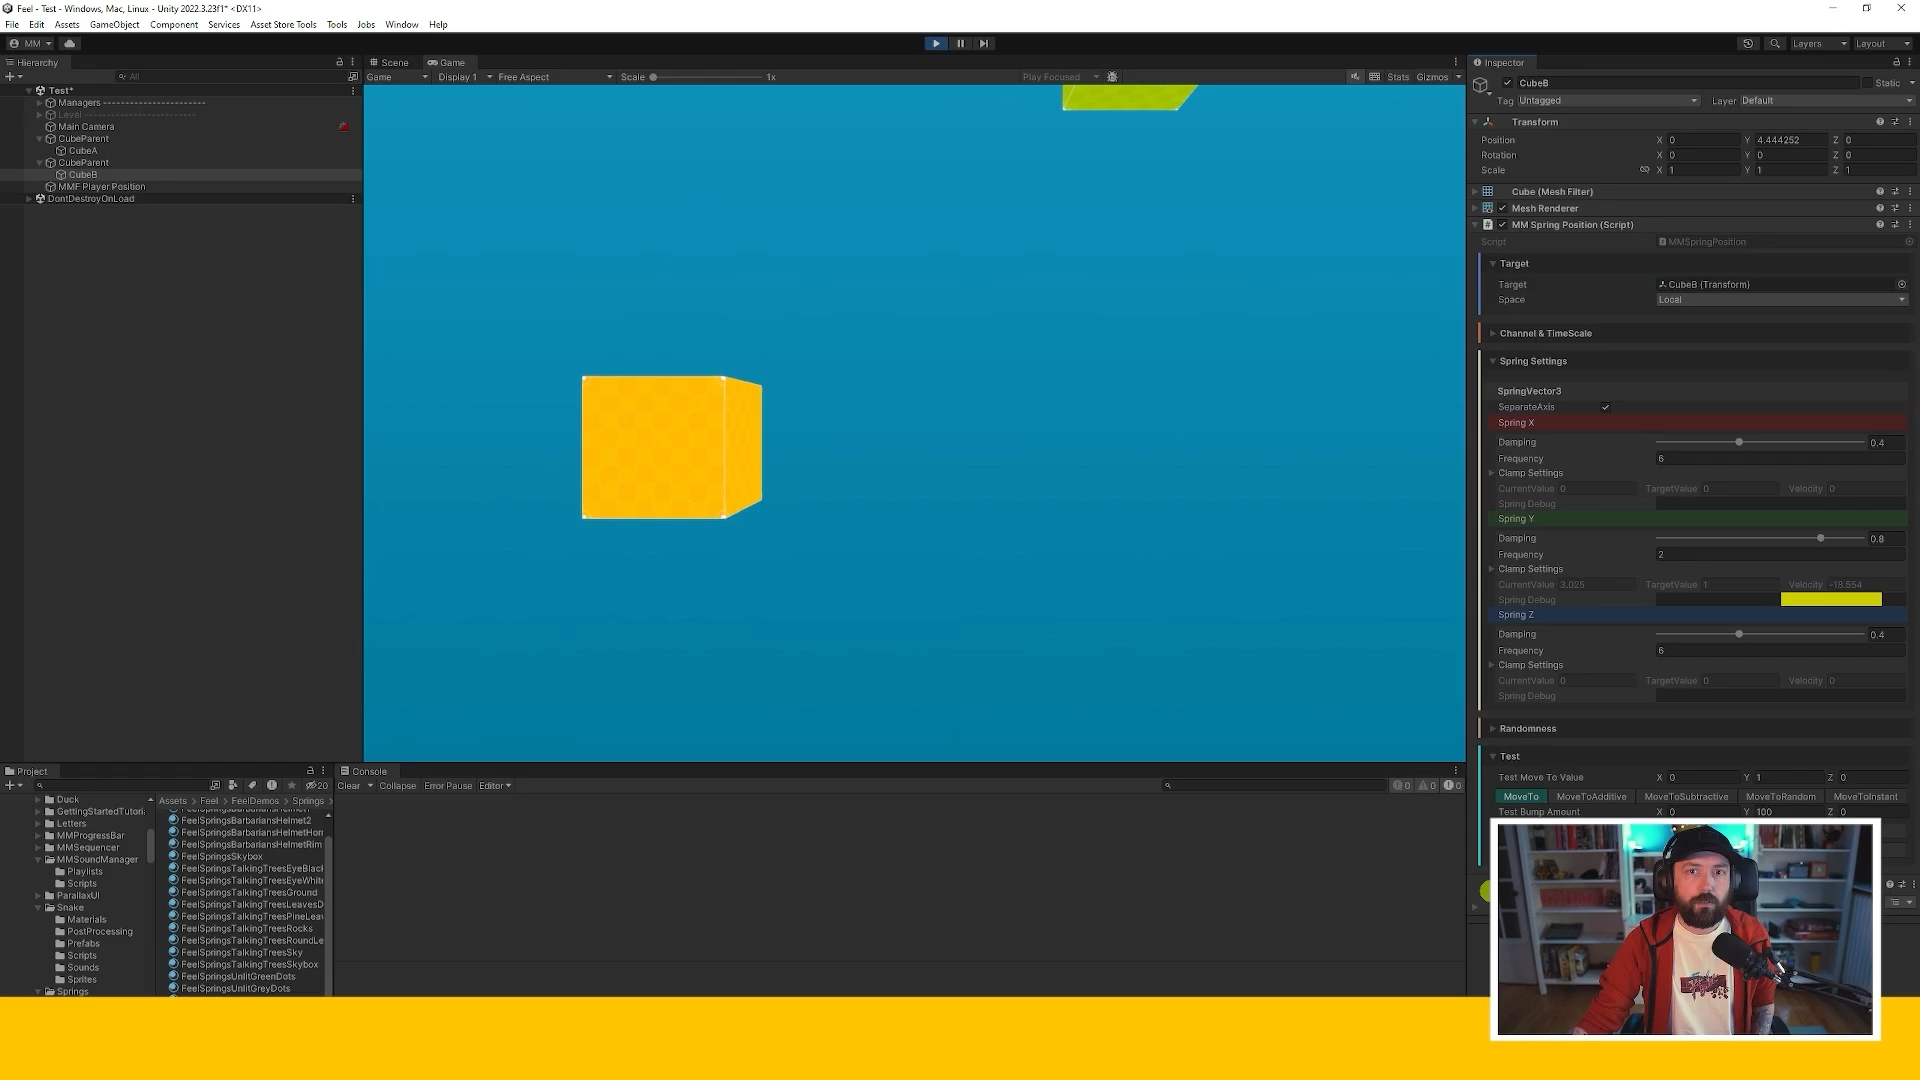 Feel - Test - Windows, Mac, Linux - Unity 2022.3.23f1* <DX11>
File Edit Assets GameObject Component Services Asset Store Tools Tools Jobs Window Help
MM
Layers Layout
Hierarchy
All
Test*
Managers ------------------------
Level --------------------------
Main Camera
CubeParent
CubeA
CubeParent
CubeB
MMF Player Position
DontDestroyOnLoad
Scene Game
Game Display 1 Free Aspect Scale 1x Play Focused Stats Gizmos
Inspector
CubeB Static
Tag Untagged Layer Default
Transform
Position X 0 Y 4.444252 Z 0
Rotation X 0 Y 0 Z 0
Scale X 1 Y 1 Z 1
Cube (Mesh Filter)
Mesh Renderer
MM Spring Position (Script)
Script MMSpringPosition
Target
Target CubeB (Transform)
Space Local
Channel & TimeScale
Spring Settings
SpringVector3
SeparateAxis
Spring X
Damping 0.4
Frequency 6
Clamp Settings
CurrentValue 0 TargetValue 0 Velocity 0
Spring Debug
Spring Y
Damping 0.8
Frequency 2
Clamp Settings
CurrentValue 3.025 TargetValue 1 Velocity -18.554
Spring Debug
Spring Z
Damping 0.4
Frequency 6
Clamp Settings
CurrentValue 0 TargetValue 0 Velocity 0
Spring Debug
Randomness
Test
Test Move To Value X 0 Y 1 Z 0
MoveTo MoveToAdditive MoveToSubtractive MoveToRandom MoveToInstant
Test Bump Amount X 0 Y 100 Z 0
Project
20
Duck
GettingStartedTutori
Letters
MMProgressBar
MMSequencer
MMSoundManager
Playlists
Scripts
ParallaxUI
Snake
Materials
PostProcessing
Prefabs
Scripts
Sounds
Sprites
Springs
Assets > Feel > FeelDemos > Springs >
FeelSpringsBarbariansHelmet2
FeelSpringsBarbariansHelmetHorn
FeelSpringsBarbariansHelmetRim
FeelSpringsSkybox
FeelSpringsTalkingTreesEyeBlack
FeelSpringsTalkingTreesEyeWhite
FeelSpringsTalkingTreesGround
FeelSpringsTalkingTreesLeavesD
FeelSpringsTalkingTreesPineLeav
FeelSpringsTalkingTreesRocks
FeelSpringsTalkingTreesRoundLe
FeelSpringsTalkingTreesSky
FeelSpringsTalkingTreesSkybox
FeelSpringsUnlitGreenDots
FeelSpringsUnlitGreyDots
Console
Clear Collapse Error Pause Editor
0 0 0